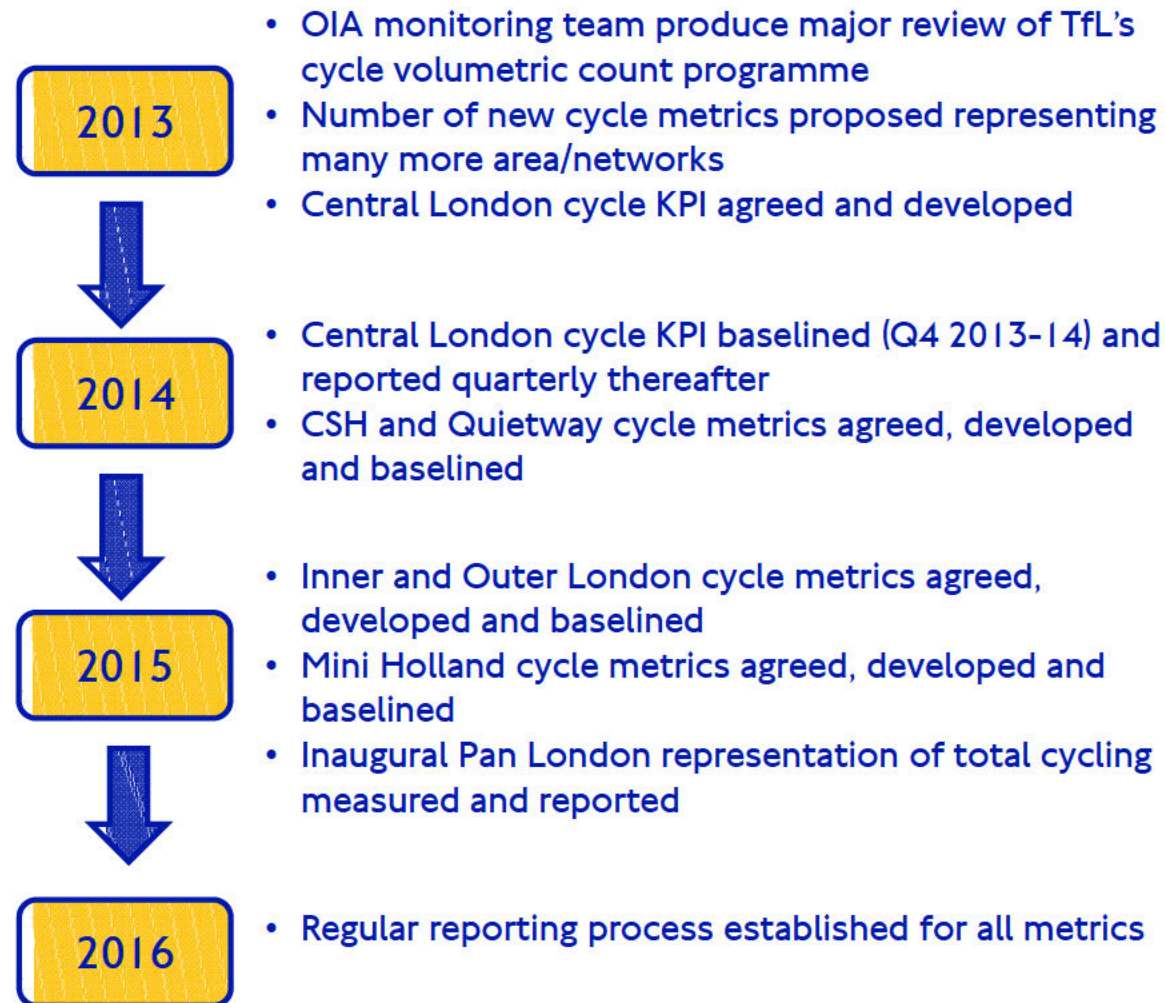 2013
• OIA monitoring team produce major review of TfL's
cycle volumetric count programme
• Number of new cycle metrics proposed representing
many more area/networks
• Central London cycle KPI agreed and developed
2014
• Central London cycle KPI baselined (Q4 2013-14) and
reported quarterly thereafter
• CSH and Quietway cycle metrics agreed, developed
and baselined
2015
• Inner and Outer London cycle metrics agreed,
developed and baselined
• Mini Holland cycle metrics agreed, developed and
baselined
• Inaugural Pan London representation of total cycling
measured and reported
2016
• Regular reporting process established for all metrics